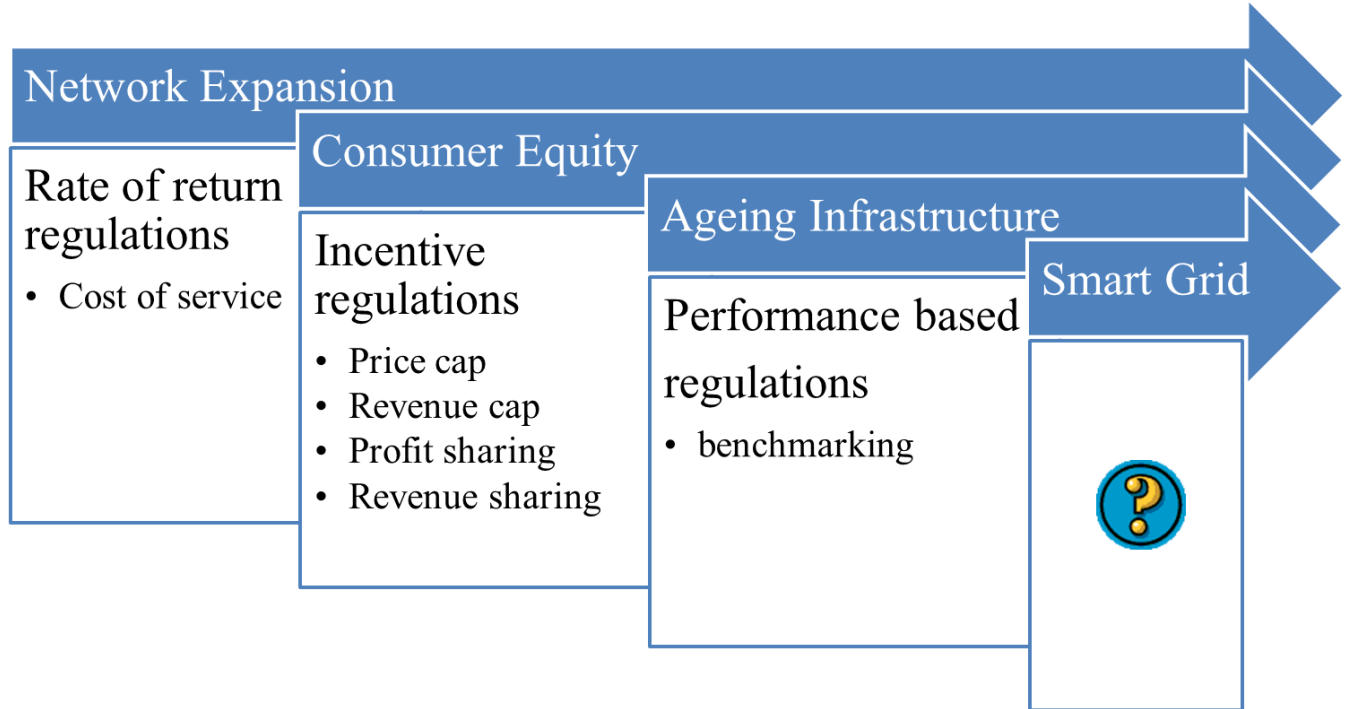 Network Expansion
Rate of return
regulations
• Cost of service
Consumer Equity
Incentive
regulations
• Price cap
• Revenue cap
• Profit sharing
• Revenue sharing
Ageing Infrastructure
Performance based
regulations
• benchmarking
Smart Grid
?